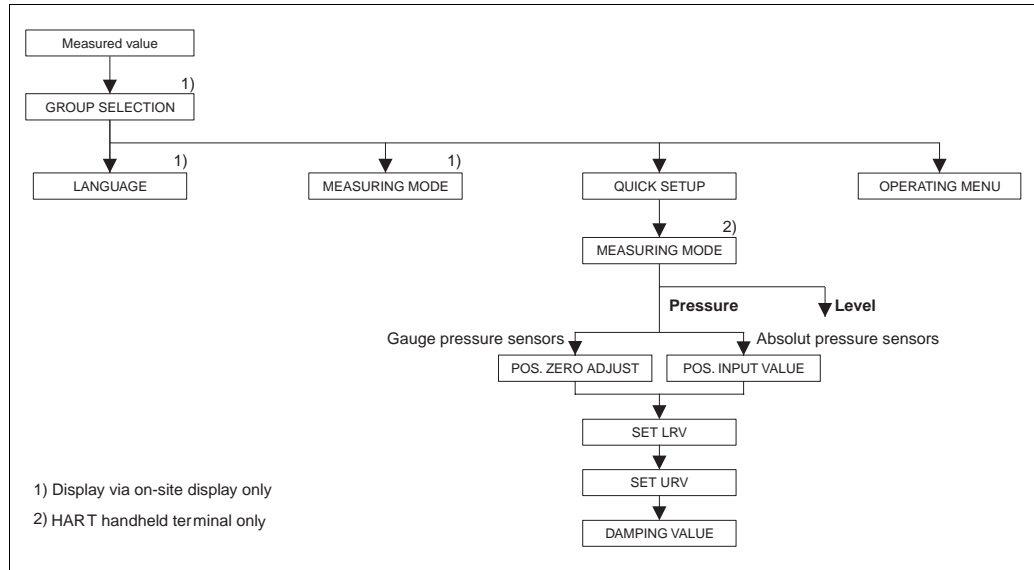 Measured value
1)
GROUP SELECTION
1)
1)
LANGUAGE
MEASURING MODE
QUICK SETUP
OPERATING MENU
2)
MEASURING MODE
Pressure
Level
Gauge pressure sensors
Absolut pressure sensors
POS. ZERO ADJUST
POS. INPUT VALUE
SET LRV
SET URV
DAMPING VALUE
1) Display via on-site display only
2) HART handheld terminal only